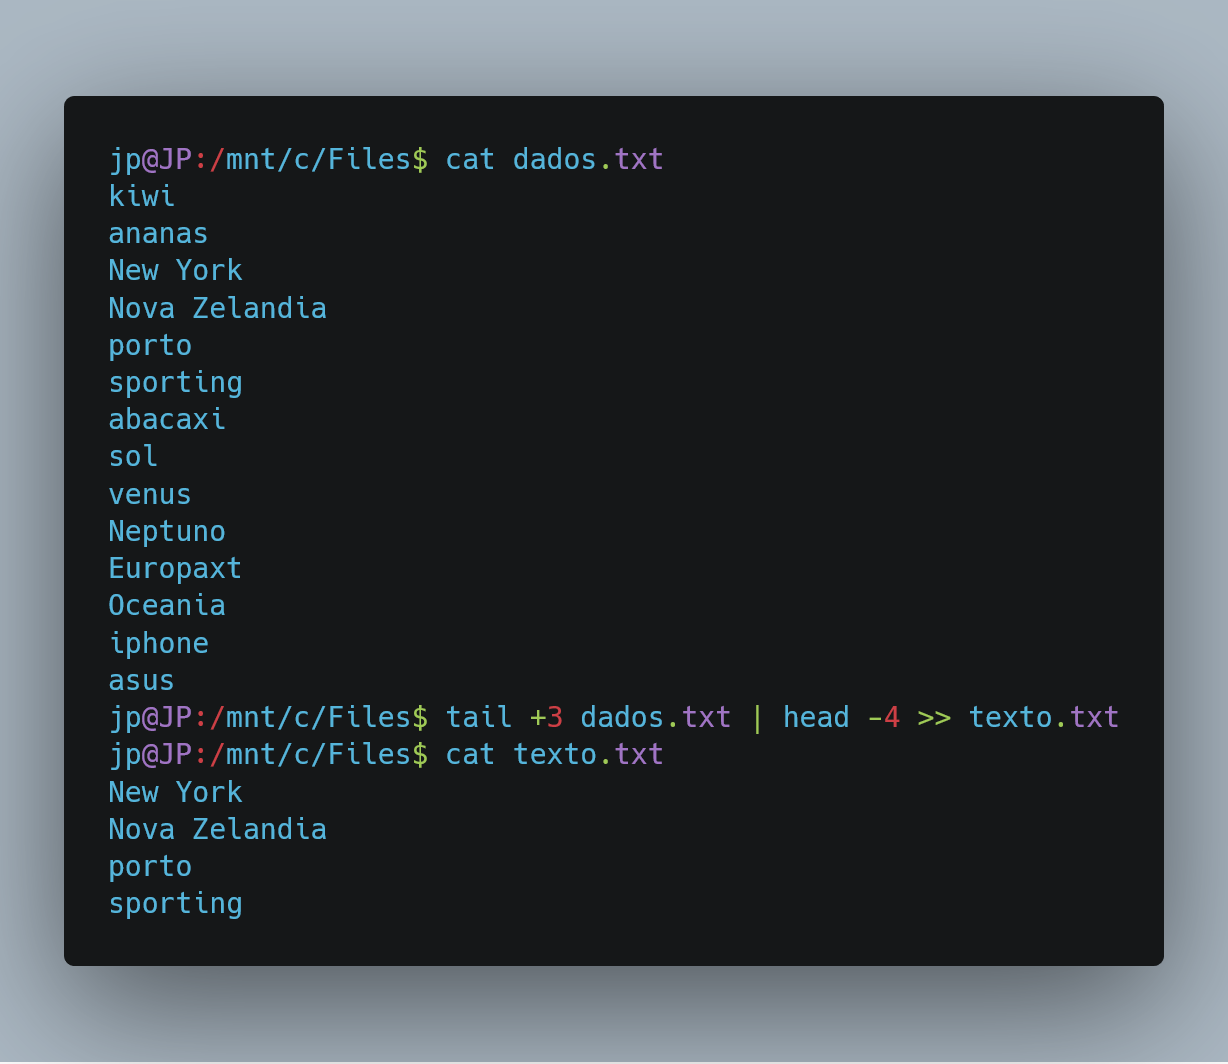 jp@JP:/mnt/c/Files$ cat dados.txt
kiwi
ananas
New York
Nova Zelandia
porto
sporting
abacaxi
sol
venus
Neptuno
Europaxt
Oceania
iphone
asus
jp@JP:/mnt/c/Files$ tail +3 dados.txt | head -4 >> texto.txt
jp@JP:/mnt/c/Files$ cat texto.txt
New York
Nova Zelandia
porto
sporting